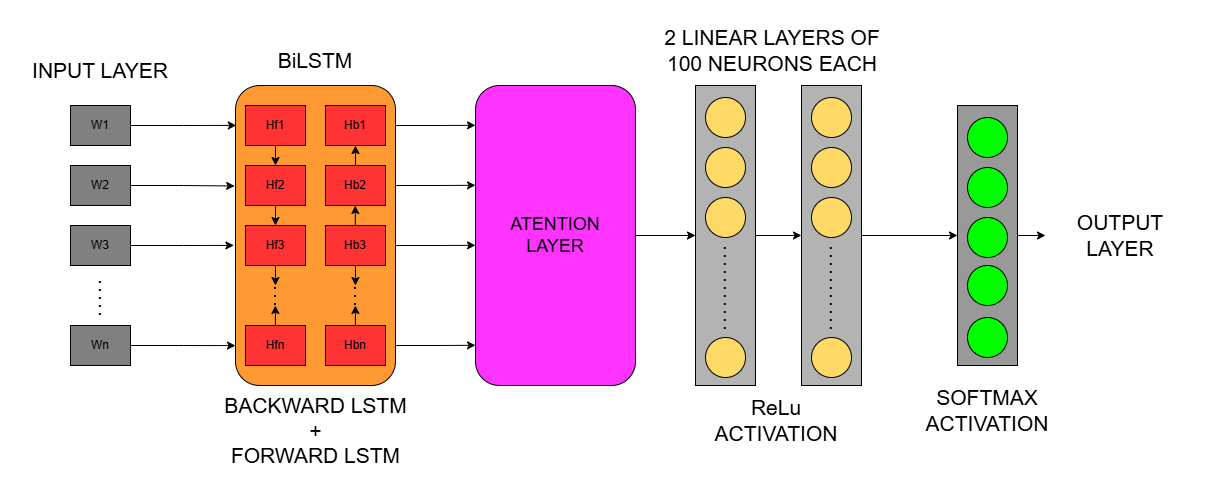 INPUT LAYER
BiLSTM
2 LINEAR LAYERS OF
100 NEURONS EACH
W1
Hf1
Hb1
W2
Hf2
Hb2
W3
Hf3
Hb3
Wn
Hfn
Hbn
ATENTION
LAYER
OUTPUT
LAYER
BACKWARD LSTM
+
FORWARD LSTM
ReLu
ACTIVATION
SOFTMAX
ACTIVATION